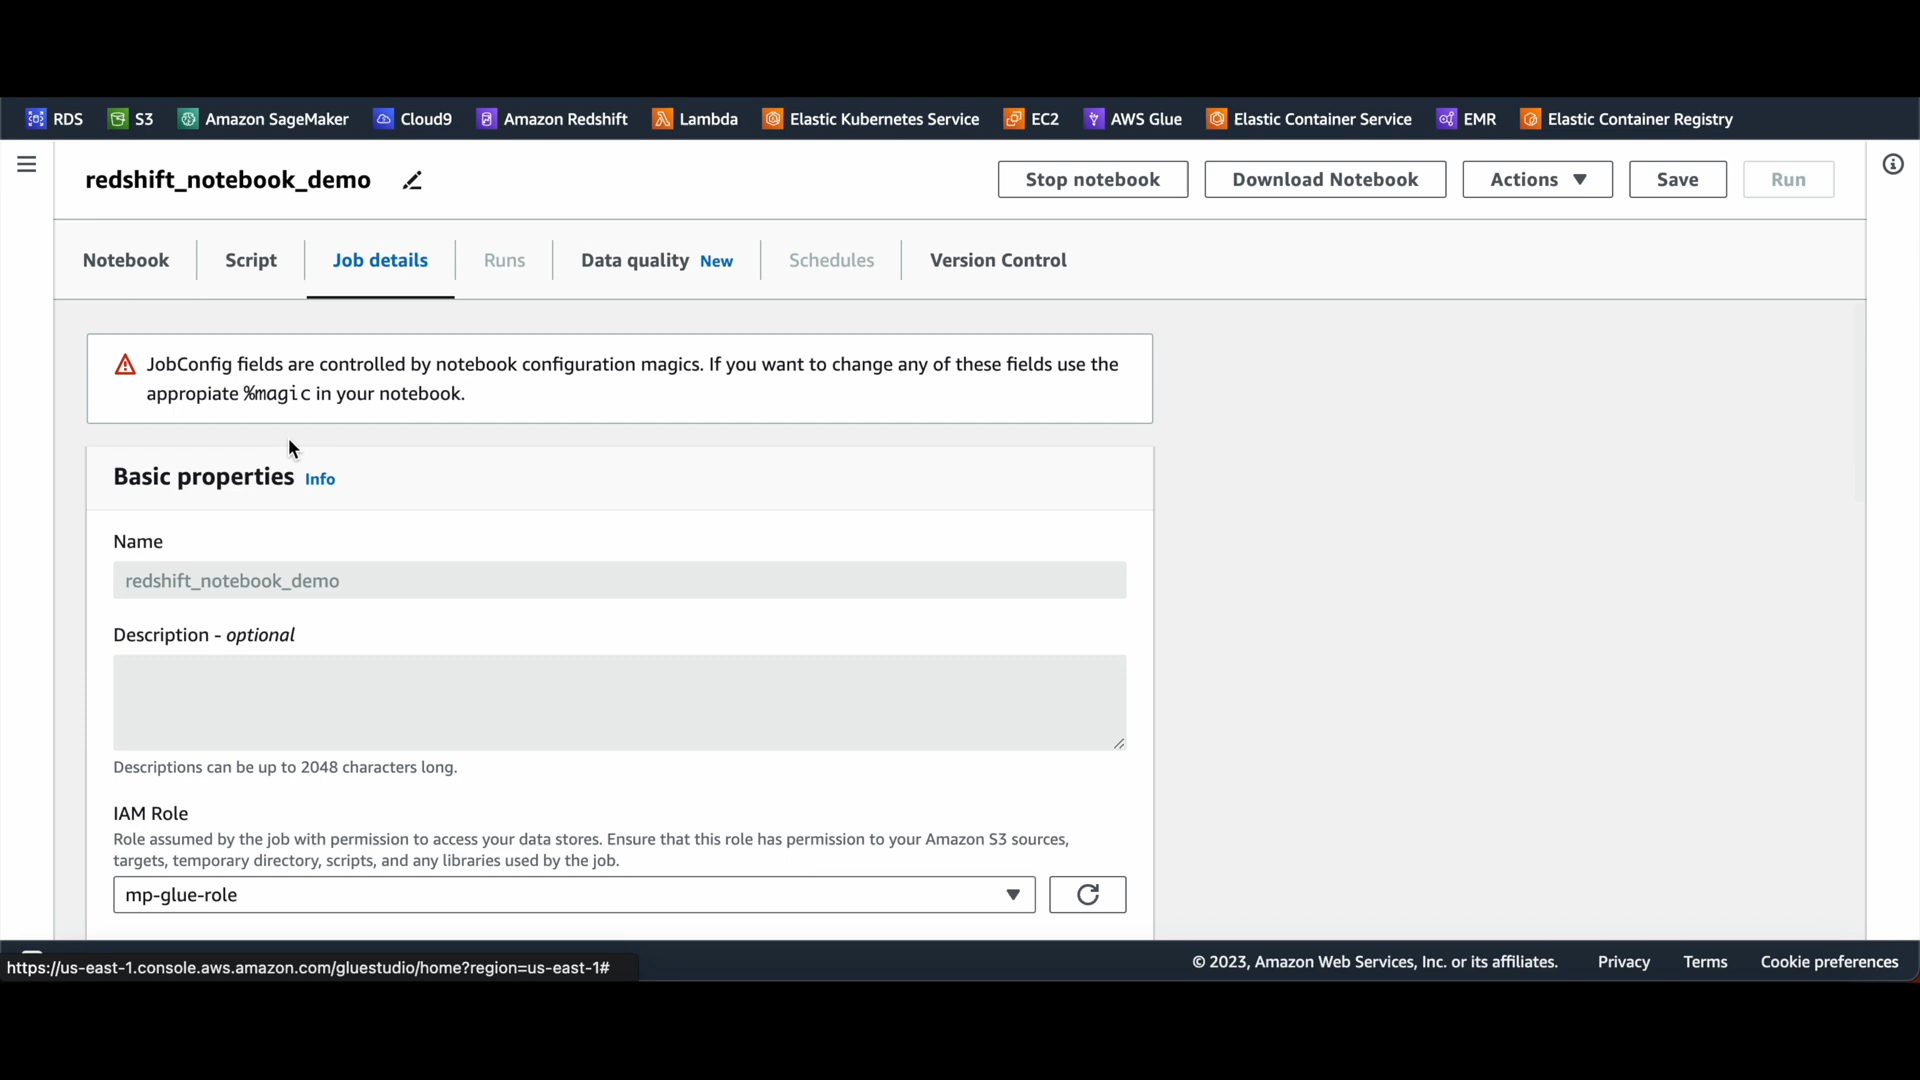 RDS S3 Amazon SageMaker Cloud9 Amazon Redshift Lambda Elastic Kubernetes Service EC2 AWS Glue Elastic Container Service EMR Elastic Container Registry
redshift_notebook_demo Stop notebook Download Notebook Actions Save Run
Notebook Script Job details Runs Data quality New Schedules Version Control
JobConfig fields are controlled by notebook configuration magics. If you want to change any of these fields use the
appropiate %magic in your notebook.
Basic properties Info
Name
redshift_notebook_demo
Description - optional
Descriptions can be up to 2048 characters long.
IAM Role
Role assumed by the job with permission to access your data stores. Ensure that this role has permission to your Amazon S3 sources,
targets, temporary directory, scripts, and any libraries used by the job.
mp-glue-role
https://us-east-1.console.aws.amazon.com/gluestudio/home?region=us-east-1# © 2023, Amazon Web Services, Inc. or its affiliates. Privacy Terms Cookie preferences